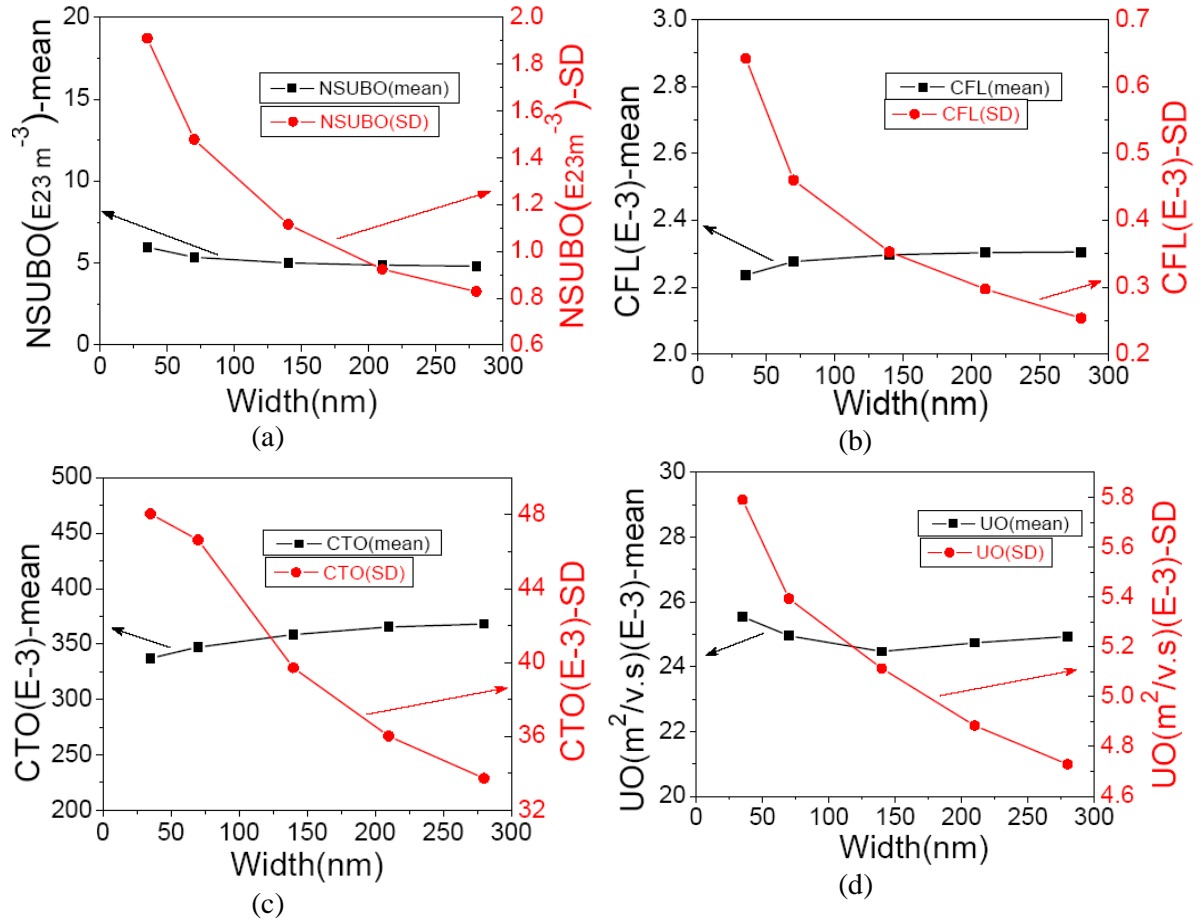 20
15
10
5
0
NSUBO(E23 m⁻³)-mean
2.0
1.8
1.6
1.4
1.2
1.0
0.8
0.6
NSUBO(E23m⁻³)-SD
NSUBO(mean)
NSUBO(SD)
0 50 100 150 200 250 300
Width(nm)
(a)
3.0
2.8
2.6
2.4
2.2
2.0
CFL(E-3)-mean
0.7
0.6
0.5
0.4
0.3
0.2
CFL(E-3)-SD
CFL(mean)
CFL(SD)
0 50 100 150 200 250 300
Width(nm)
(b)
500
450
400
350
300
250
200
CTO(E-3)-mean
48
44
40
36
32
CTO(E-3)-SD
CTO(mean)
CTO(SD)
0 50 100 150 200 250 300
Width(nm)
(c)
30
28
26
24
22
20
UO(m²/v.s)(E-3)-mean
5.8
5.6
5.4
5.2
5.0
4.8
4.6
UO(m²/v.s)(E-3)-SD
UO(mean)
UO(SD)
0 50 100 150 200 250 300
Width(nm)
(d)